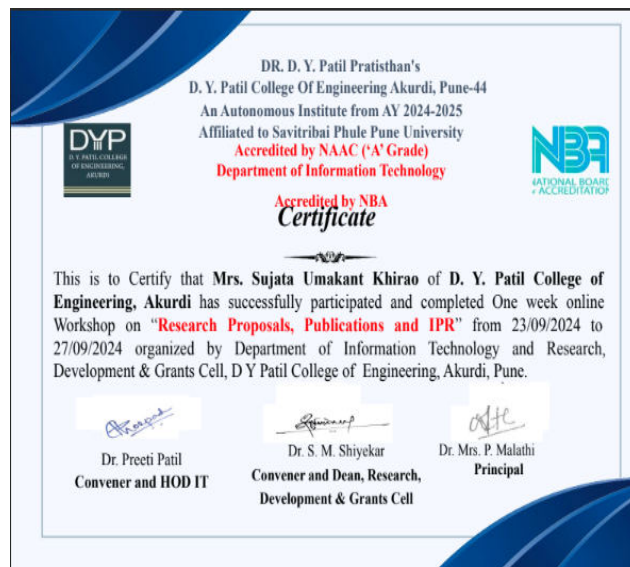 DR. D. Y. Patil Pratisthan's
D. Y. Patil College Of Engineering Akurdi, Pune-44
An Autonomous Institute from AY 2024-2025
Affiliated to Savitribai Phule Pune University
Accredited by NAAC ('A' Grade)
Department of Information Technology
Accredited by NBA
DYP
D. Y. PATIL COLLEGE
OF ENGINEERING,
AKURDI
NBA
NATIONAL BOARD
of ACCREDITATION
Certificate
This is to Certify that Mrs. Sujata Umakant Khirao of D. Y. Patil College of
Engineering, Akurdi has successfully participated and completed One week online
Workshop on “Research Proposals, Publications and IPR” from 23/09/2024 to
27/09/2024 organized by Department of Information Technology and Research,
Development & Grants Cell, D Y Patil College of Engineering, Akurdi, Pune.
Dr. Preeti Patil
Convener and HOD IT
Dr. S. M. Shiyekar
Convener and Dean, Research,
Development & Grants Cell
Dr. Mrs. P. Malathi
Principal